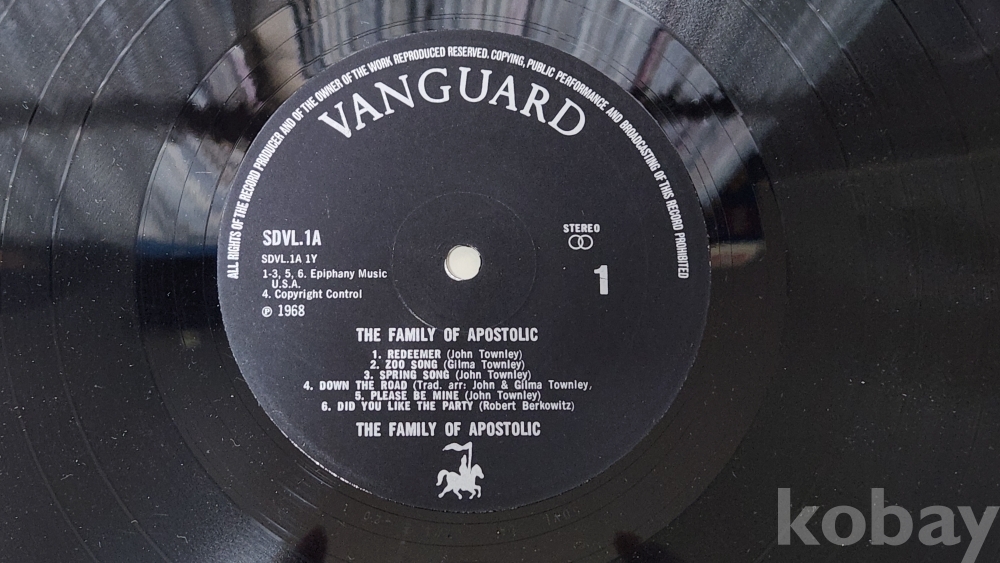 ALL RIGHTS OF THE RECORD PRODUCER AND OF THE OWNER OF THE WORK REPRODUCED RESERVED. COPYING, PUBLIC PERFORMANCE AND BROADCASTING OF THIS RECORD PROHIBITED
VANGUARD
SDVL.1A
SDVL.1A 1Y
1-3, 5, 6. Epiphany Music
U.S.A.
4. Copyright Control
℗ 1968
STEREO
1
THE FAMILY OF APOSTOLIC
1. REDEEMER (John Townley)
2. ZOO SONG (Gilma Townley)
3. SPRING SONG (John Townley)
4. DOWN THE ROAD (Trad. arr: John & Gilma Townley,
5. PLEASE BE MINE (John Townley)
6. DID YOU LIKE THE PARTY (Robert Berkowitz)
THE FAMILY OF APOSTOLIC
kobay